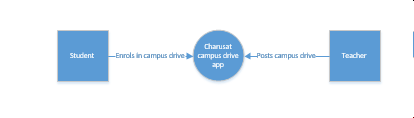 Student
Enrols in campus drive
Charusat
campus drive
app
Posts campus drive
Teacher